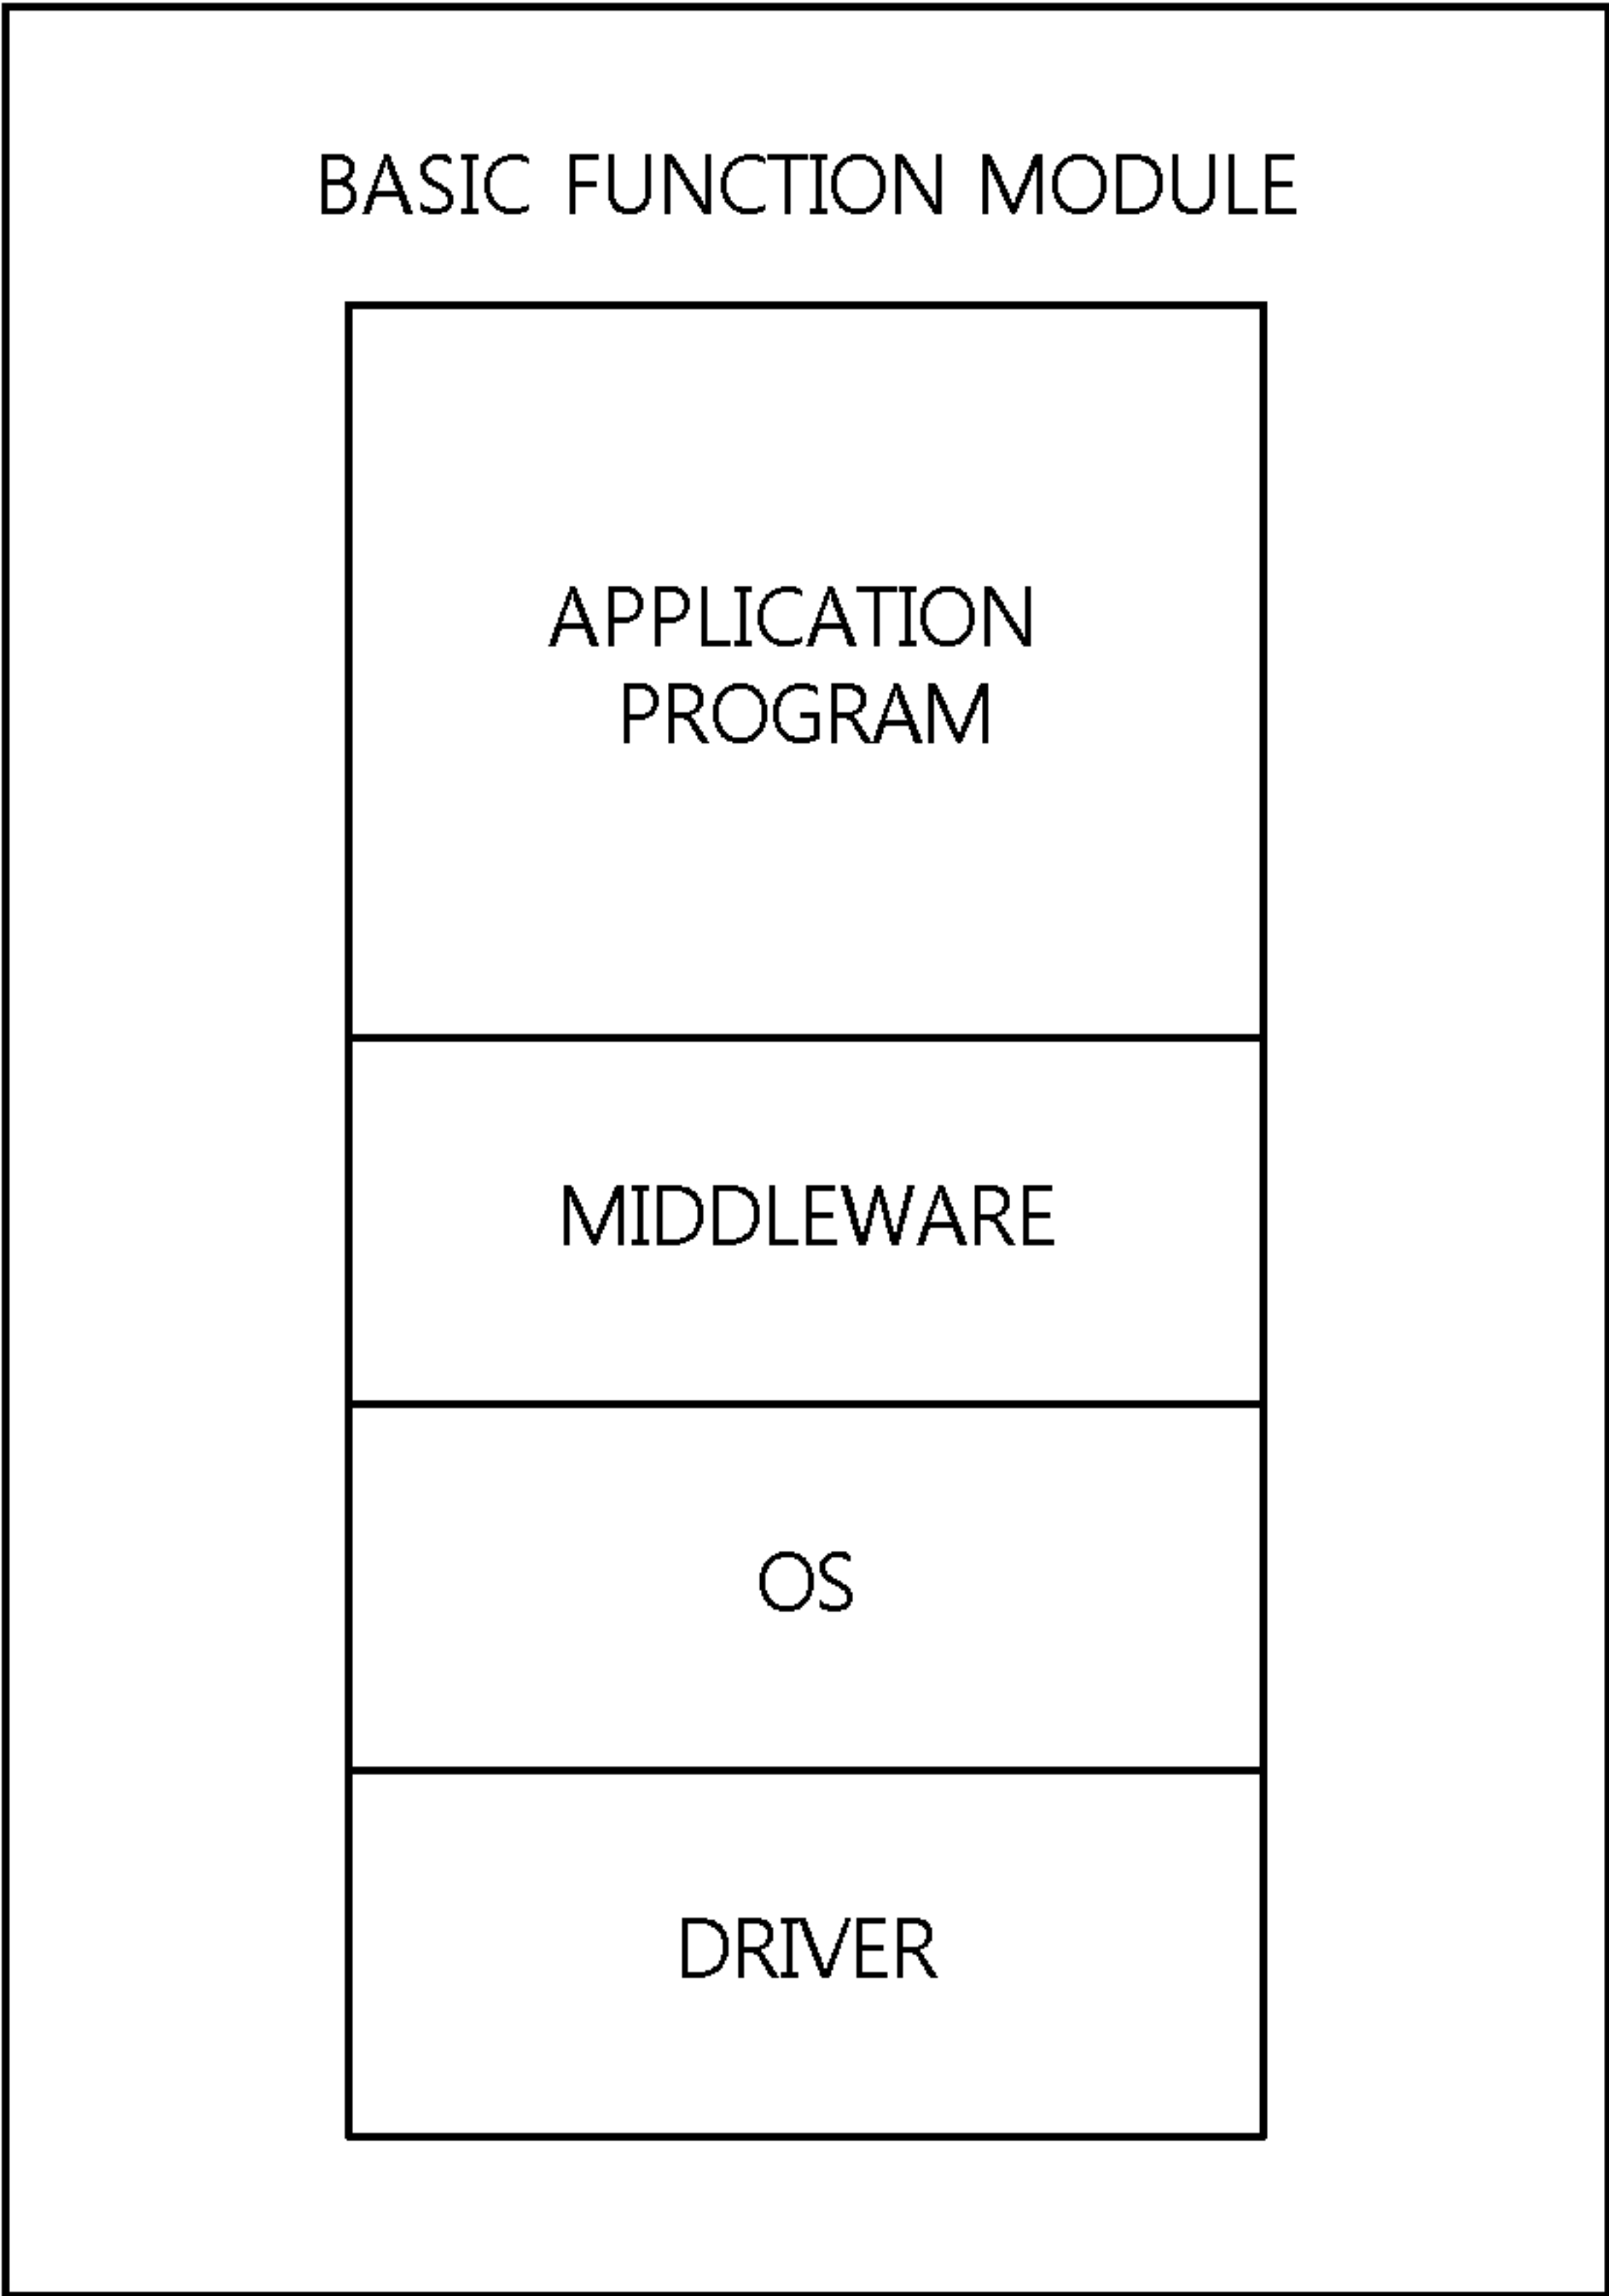 BASIC FUNCTION MODULE
APPLICATION
PROGRAM
MIDDLEWARE
OS
DRIVER